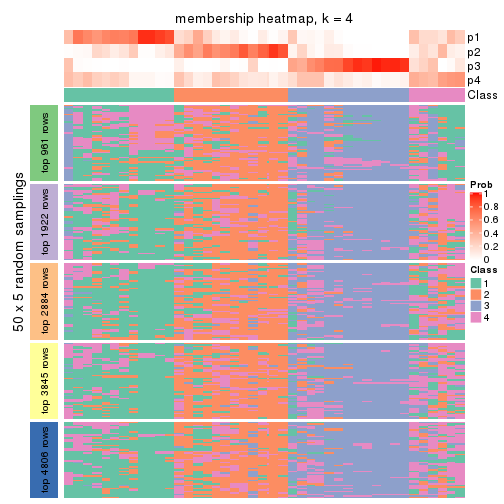 membership heatmap, k = 4
p1
p2
p3
p4
Class
50 x 5 random samplings
top 961 rows
top 1922 rows
top 2884 rows
top 3845 rows
top 4806 rows
Prob
1
0.8
0.6
0.4
0.2
0
Class
1
2
3
4